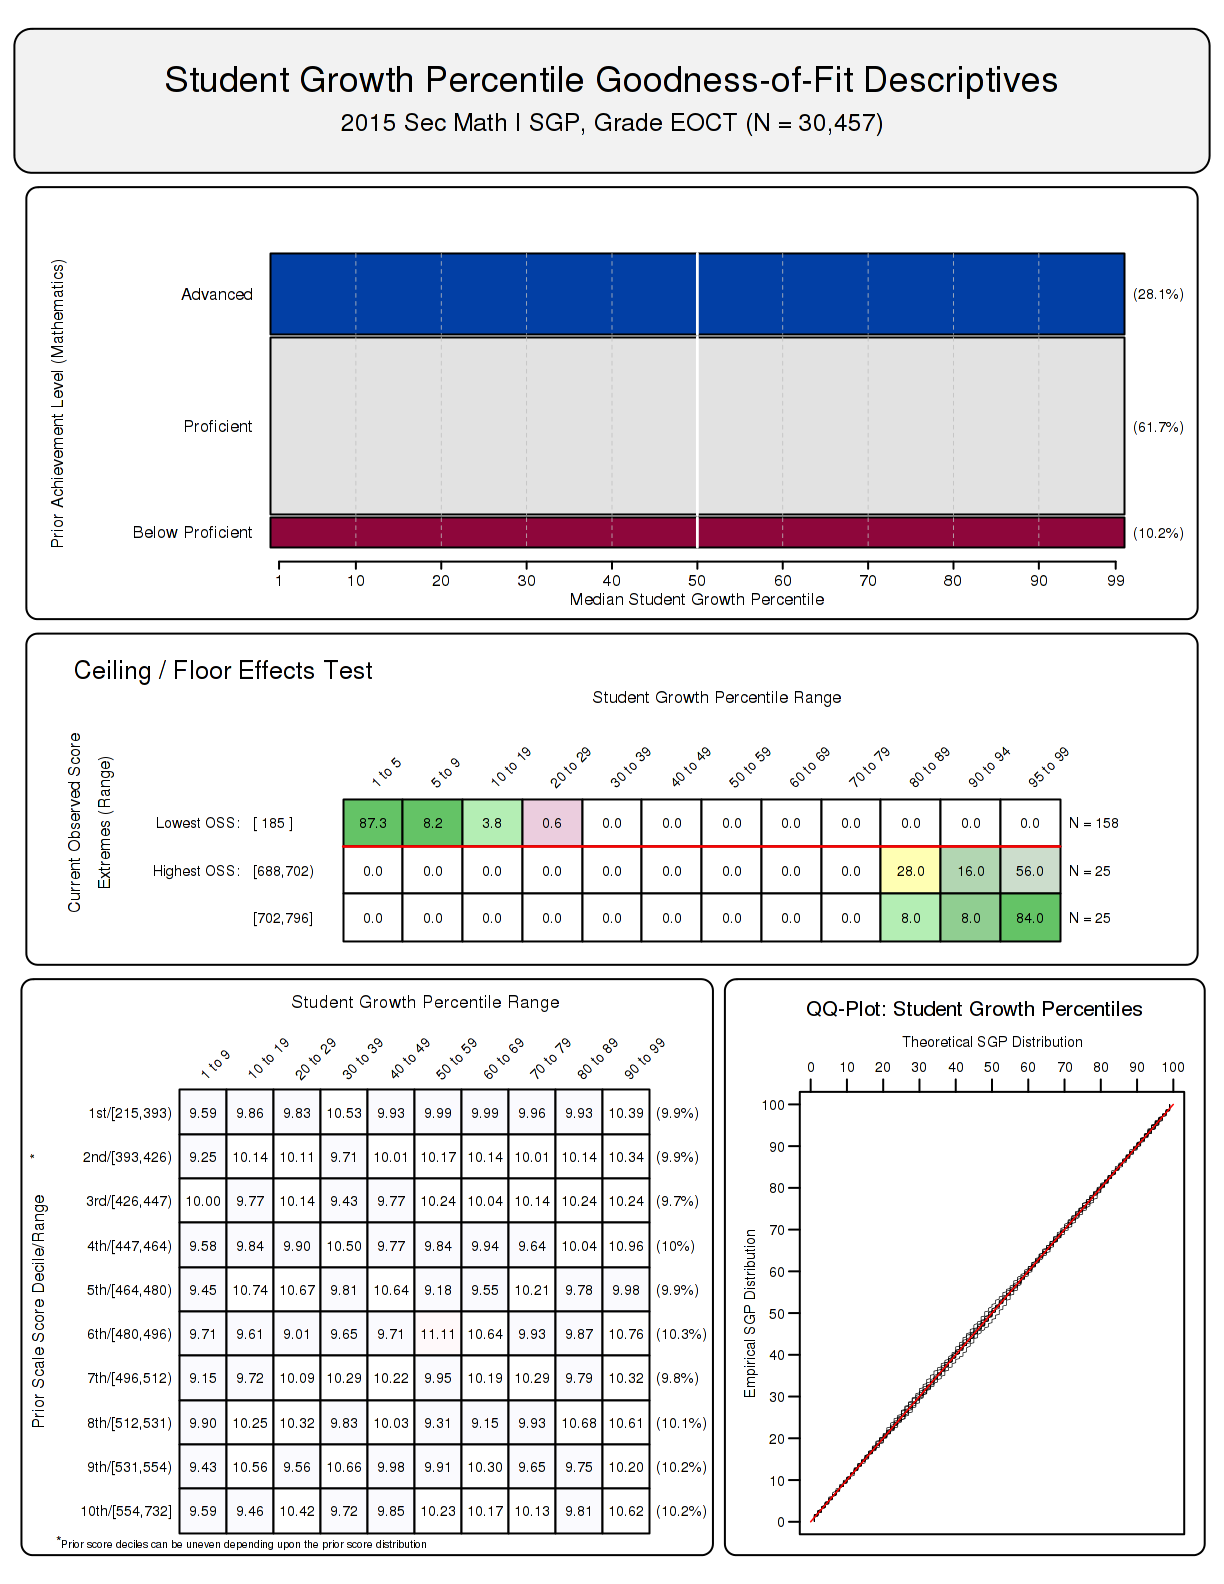 Student Growth Percentile Goodness-of-Fit Descriptives
2015 Sec Math I SGP, Grade EOCT (N = 30,457)
Prior Achievement Level (Mathematics)
Advanced (28.1%)
Proficient (61.7%)
Below Proficient (10.2%)
1 10 20 30 40 50 60 70 80 90 99
Median Student Growth Percentile
Ceiling / Floor Effects Test
Student Growth Percentile Range
Current Observed Score
Extremes (Range)
1 to 5 5 to 9 10 to 19 20 to 29 30 to 39 40 to 49 50 to 59 60 to 69 70 to 79 80 to 89 90 to 94 95 to 99
Lowest OSS: [ 185 ] 87.3 8.2 3.8 0.6 0.0 0.0 0.0 0.0 0.0 0.0 0.0 0.0 N = 158
Highest OSS: [688,702) 0.0 0.0 0.0 0.0 0.0 0.0 0.0 0.0 0.0 28.0 16.0 56.0 N = 25
[702,796] 0.0 0.0 0.0 0.0 0.0 0.0 0.0 0.0 0.0 8.0 8.0 84.0 N = 25
Student Growth Percentile Range
Prior Scale Score Decile/Range *
1 to 9 10 to 19 20 to 29 30 to 39 40 to 49 50 to 59 60 to 69 70 to 79 80 to 89 90 to 99
1st/[215,393) 9.59 9.86 9.83 10.53 9.93 9.99 9.99 9.96 9.93 10.39 (9.9%)
2nd/[393,426) 9.25 10.14 10.11 9.71 10.01 10.17 10.14 10.01 10.14 10.34 (9.9%)
3rd/[426,447) 10.00 9.77 10.14 9.43 9.77 10.24 10.04 10.14 10.24 10.24 (9.7%)
4th/[447,464) 9.58 9.84 9.90 10.50 9.77 9.84 9.94 9.64 10.04 10.96 (10%)
5th/[464,480) 9.45 10.74 10.67 9.81 10.64 9.18 9.55 10.21 9.78 9.98 (9.9%)
6th/[480,496) 9.71 9.61 9.01 9.65 9.71 11.11 10.64 9.93 9.87 10.76 (10.3%)
7th/[496,512) 9.15 9.72 10.09 10.29 10.22 9.95 10.19 10.29 9.79 10.32 (9.8%)
8th/[512,531) 9.90 10.25 10.32 9.83 10.03 9.31 9.15 9.93 10.68 10.61 (10.1%)
9th/[531,554) 9.43 10.56 9.56 10.66 9.98 9.91 10.30 9.65 9.75 10.20 (10.2%)
10th/[554,732] 9.59 9.46 10.42 9.72 9.85 10.23 10.17 10.13 9.81 10.62 (10.2%)
*Prior score deciles can be uneven depending upon the prior score distribution
QQ-Plot: Student Growth Percentiles
Theoretical SGP Distribution
0 10 20 30 40 50 60 70 80 90 100
Empirical SGP Distribution
100
90
80
70
60
50
40
30
20
10
0